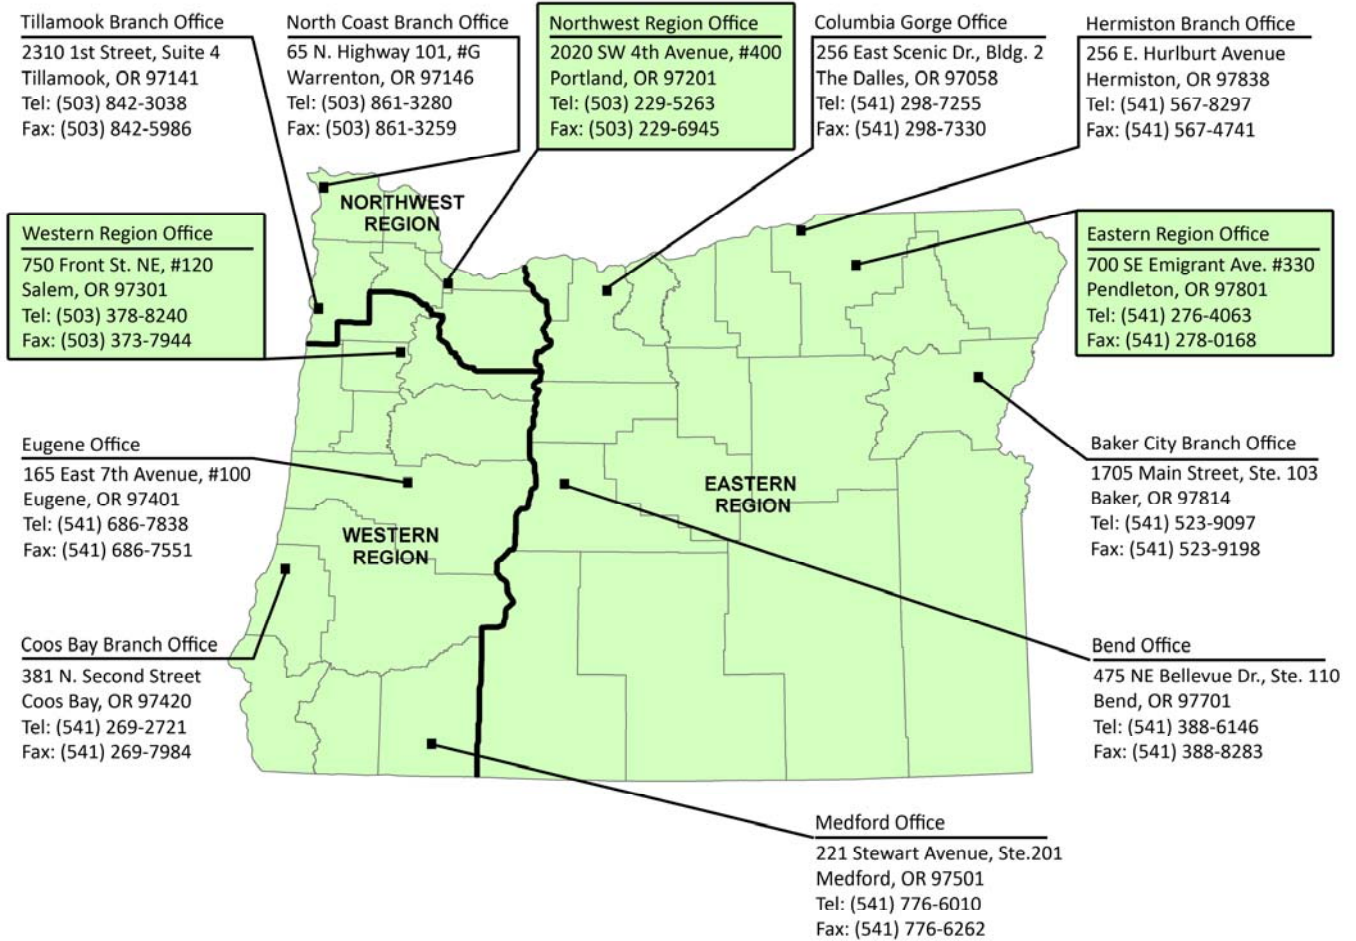 Tillamook Branch Office
2310 1st Street, Suite 4
Tillamook, OR 97141
Tel: (503) 842-3038
Fax: (503) 842-5986
North Coast Branch Office
65 N. Highway 101, #G
Warrenton, OR 97146
Tel: (503) 861-3280
Fax: (503) 861-3259
Northwest Region Office
2020 SW 4th Avenue, #400
Portland, OR 97201
Tel: (503) 229-5263
Fax: (503) 229-6945
Columbia Gorge Office
256 East Scenic Dr., Bldg. 2
The Dalles, OR 97058
Tel: (541) 298-7255
Fax: (541) 298-7330
Hermiston Branch Office
256 E. Hurlburt Avenue
Hermiston, OR 97838
Tel: (541) 567-8297
Fax: (541) 567-4741
NORTHWEST
REGION
Western Region Office
750 Front St. NE, #120
Salem, OR 97301
Tel: (503) 378-8240
Fax: (503) 373-7944
Eastern Region Office
700 SE Emigrant Ave. #330
Pendleton, OR 97801
Tel: (541) 276-4063
Fax: (541) 278-0168
Eugene Office
165 East 7th Avenue, #100
Eugene, OR 97401
Tel: (541) 686-7838
Fax: (541) 686-7551
WESTERN
REGION
EASTERN
REGION
Baker City Branch Office
1705 Main Street, Ste. 103
Baker, OR 97814
Tel: (541) 523-9097
Fax: (541) 523-9198
Coos Bay Branch Office
381 N. Second Street
Coos Bay, OR 97420
Tel: (541) 269-2721
Fax: (541) 269-7984
Bend Office
475 NE Bellevue Dr., Ste. 110
Bend, OR 97701
Tel: (541) 388-6146
Fax: (541) 388-8283
Medford Office
221 Stewart Avenue, Ste.201
Medford, OR 97501
Tel: (541) 776-6010
Fax: (541) 776-6262